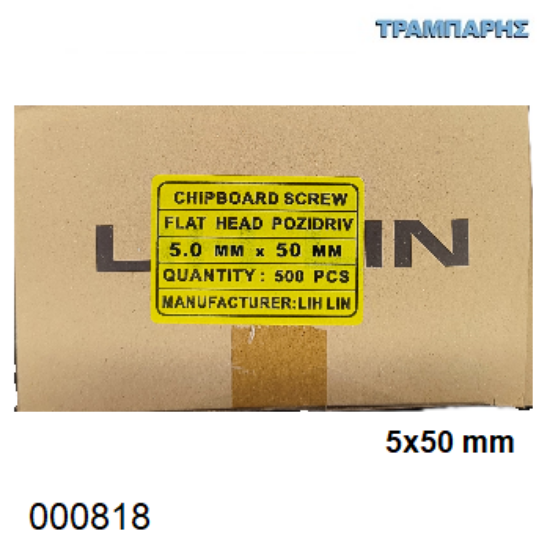 ΤΡΑΜΠΑΡΗΣ
CHIPBOARD SCREW
FLAT HEAD POZIDRIV
5.0 MM x 50 MM
QUANTITY: 500 PCS
MANUFACTURER:LIH LIN
5x50 mm
000818